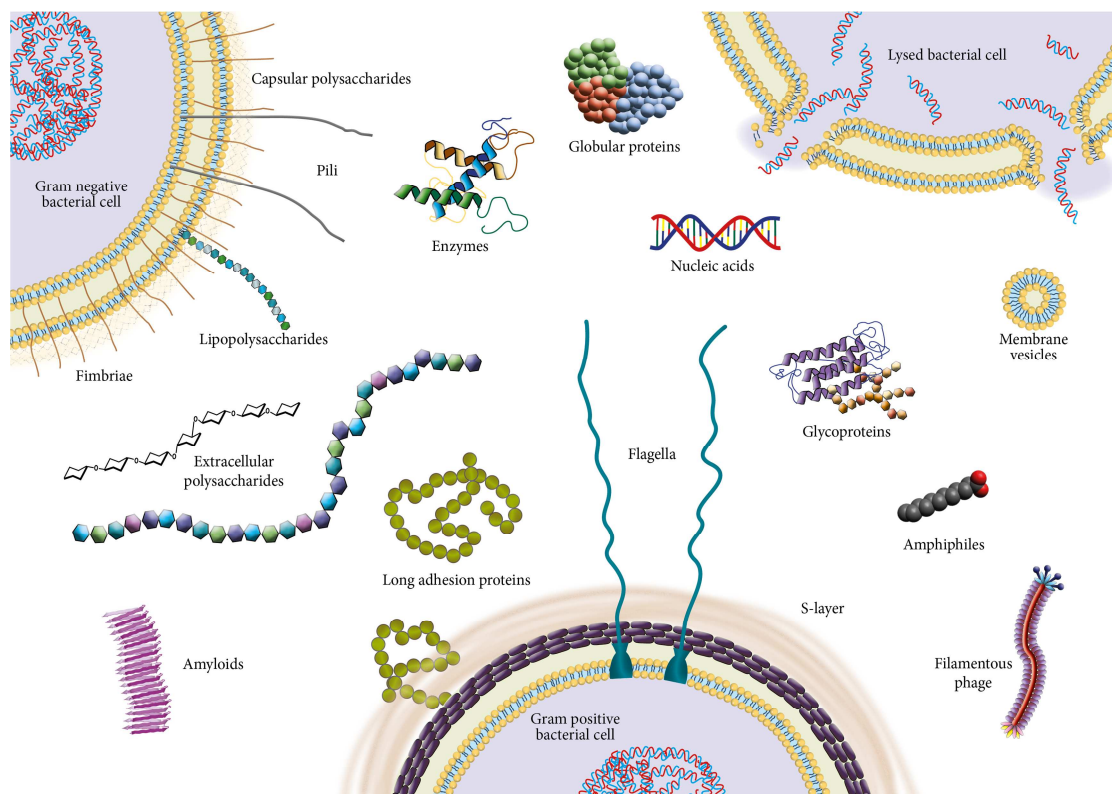 Lysed bacterial cell
Capsular polysaccharides
Globular proteins
Pili
Gram negative
bacterial cell
Enzymes
Nucleic acids
Lipopolysaccharides
Membrane
vesicles
Fimbriae
Glycoproteins
Extracellular
polysaccharides
Flagella
Amphiphiles
Long adhesion proteins
S-layer
Amyloids
Filamentous
phage
Gram positive
bacterial cell